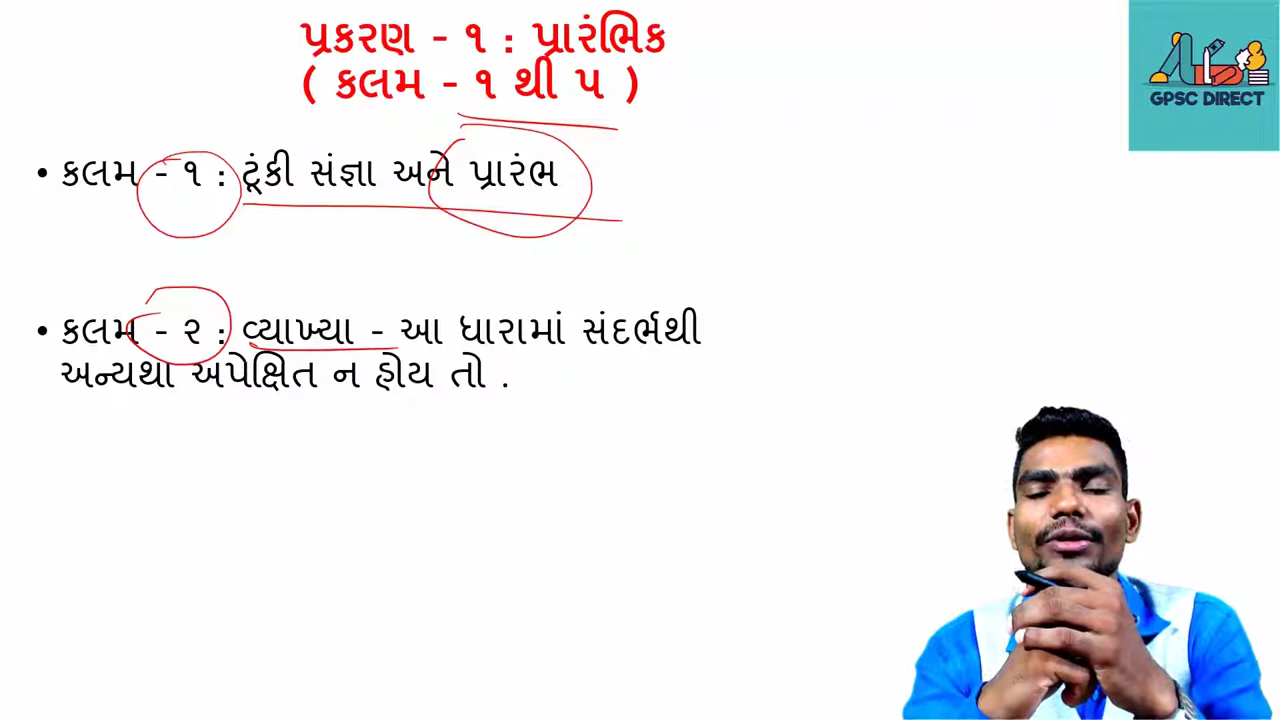 પ્રકરણ - ૧ : પ્રારંભિક
( કલમ - ૧ થી ૫ )
GPSC DIRECT
• કલમ - ૧ : ટૂંકી સંજ્ઞા અને પ્રારંભ
• કલમ - ૨ : વ્યાખ્યા - આ ધારામાં સંદર્ભથી
અન્યથા અપેક્ષિત ન હોય તો .